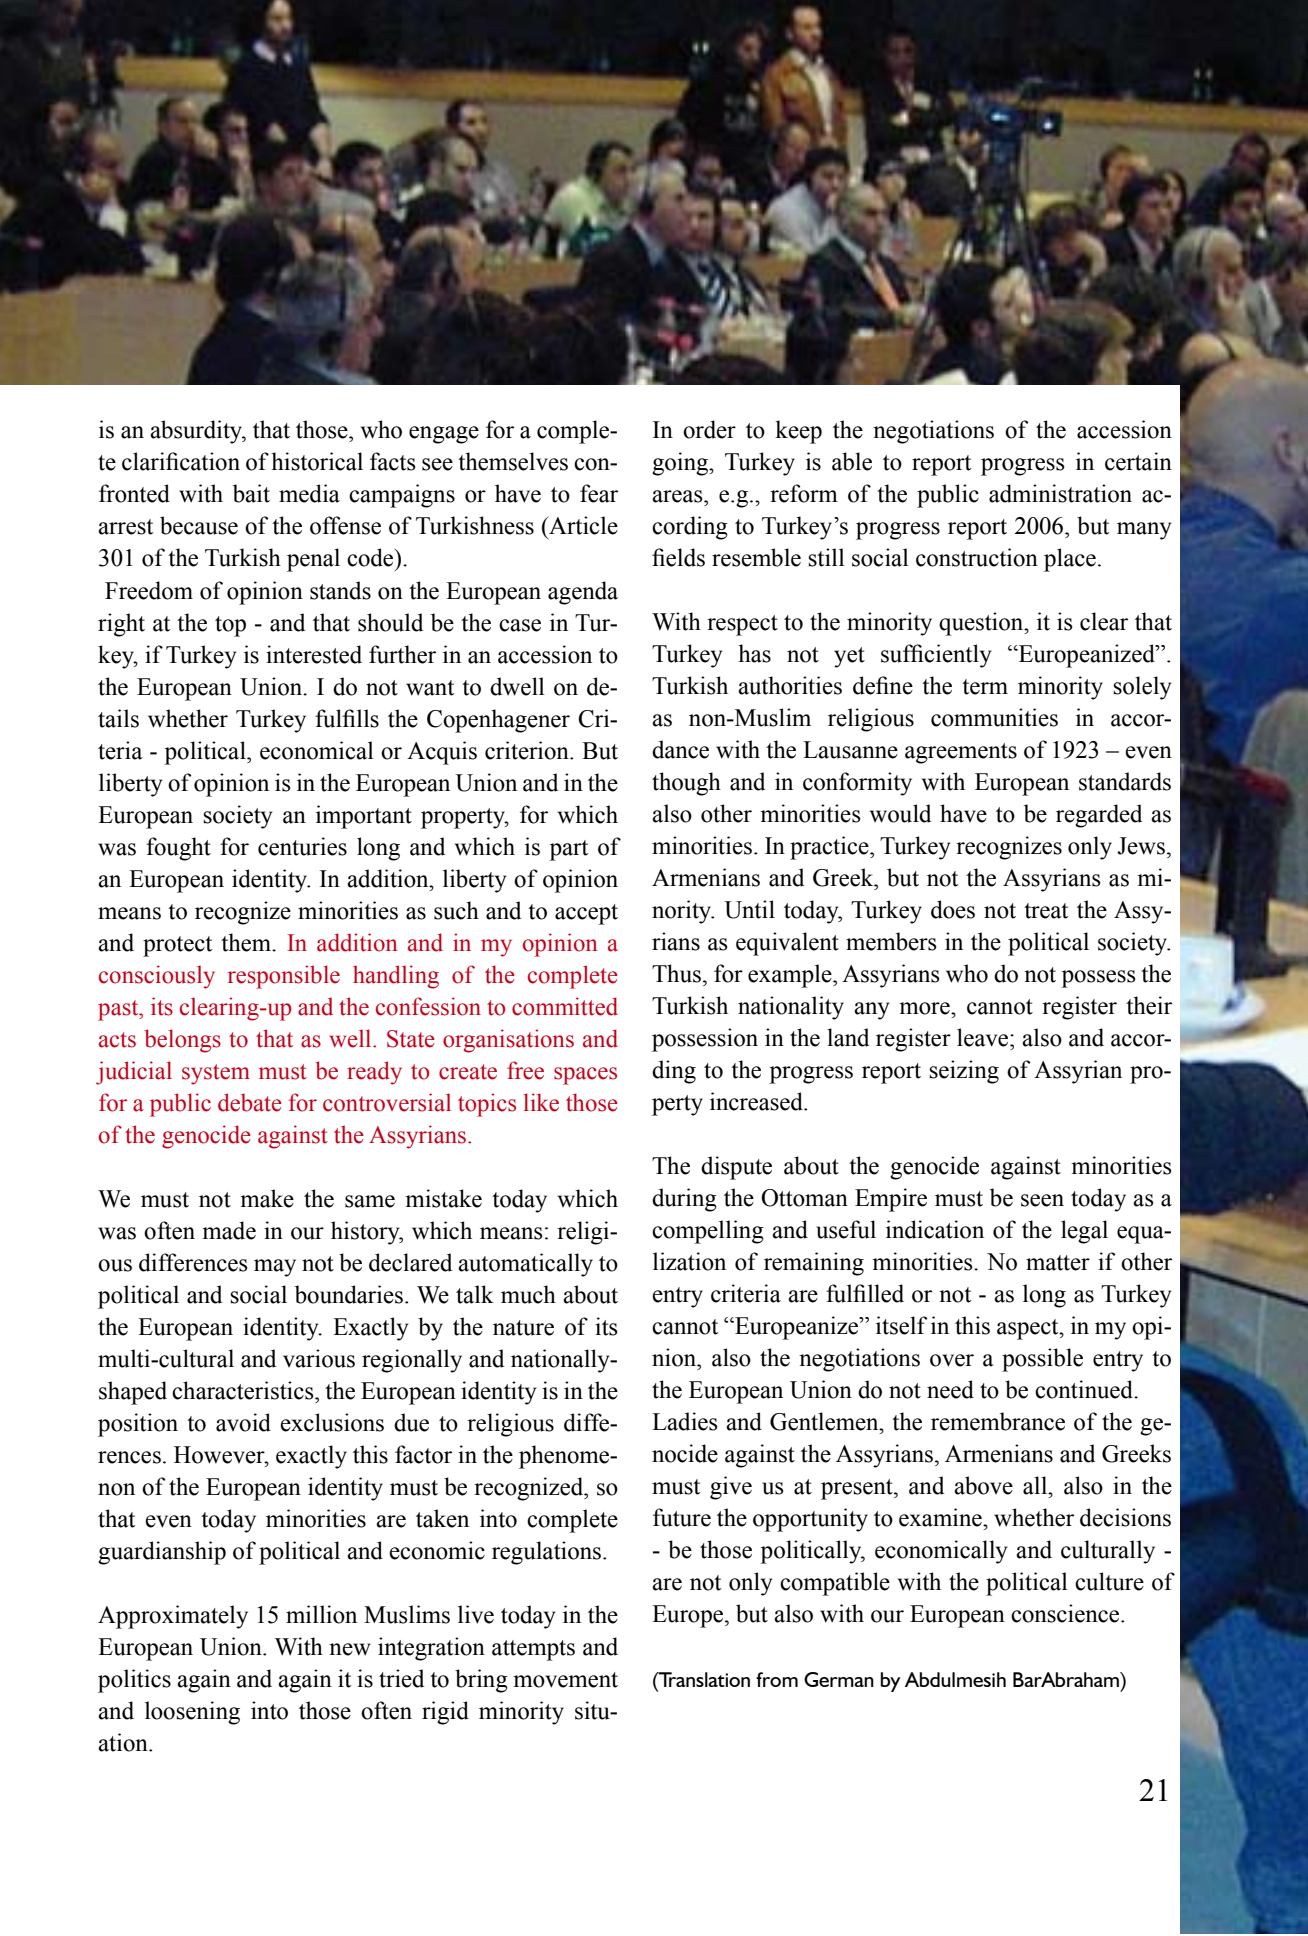 is an absurdity, that those, who engage for a comple-
te clarification of historical facts see themselves con-
fronted with bait media campaigns or have to fear
arrest because of the offense of Turkishness (Article
301 of the Turkish penal code).
Freedom of opinion stands on the European agenda
right at the top - and that should be the case in Tur-
key, if Turkey is interested further in an accession to
the European Union. I do not want to dwell on de-
tails whether Turkey fulfills the Copenhagener Cri-
teria - political, economical or Acquis criterion. But
liberty of opinion is in the European Union and in the
European society an important property, for which
was fought for centuries long and which is part of
an European identity. In addition, liberty of opinion
means to recognize minorities as such and to accept
and protect them. In addition and in my opinion a
consciously responsible handling of the complete
past, its clearing-up and the confession to committed
acts belongs to that as well. State organisations and
judicial system must be ready to create free spaces
for a public debate for controversial topics like those
of the genocide against the Assyrians.
We must not make the same mistake today which
was often made in our history, which means: religi-
ous differences may not be declared automatically to
political and social boundaries. We talk much about
the European identity. Exactly by the nature of its
multi-cultural and various regionally and nationally-
shaped characteristics, the European identity is in the
position to avoid exclusions due to religious diffe-
rences. However, exactly this factor in the phenome-
non of the European identity must be recognized, so
that even today minorities are taken into complete
guardianship of political and economic regulations.
Approximately 15 million Muslims live today in the
European Union. With new integration attempts and
politics again and again it is tried to bring movement
and loosening into those often rigid minority situ-
ation.
In order to keep the negotiations of the accession
going, Turkey is able to report progress in certain
areas, e.g., reform of the public administration ac-
cording to Turkey’s progress report 2006, but many
fields resemble still social construction place.
With respect to the minority question, it is clear that
Turkey has not yet sufficiently “Europeanized”.
Turkish authorities define the term minority solely
as non-Muslim religious communities in accor-
dance with the Lausanne agreements of 1923 – even
though and in conformity with European standards
also other minorities would have to be regarded as
minorities. In practice, Turkey recognizes only Jews,
Armenians and Greek, but not the Assyrians as mi-
nority. Until today, Turkey does not treat the Assy-
rians as equivalent members in the political society.
Thus, for example, Assyrians who do not possess the
Turkish nationality any more, cannot register their
possession in the land register leave; also and accor-
ding to the progress report seizing of Assyrian pro-
perty increased.
The dispute about the genocide against minorities
during the Ottoman Empire must be seen today as a
compelling and useful indication of the legal equa-
lization of remaining minorities. No matter if other
entry criteria are fulfilled or not - as long as Turkey
cannot “Europeanize” itself in this aspect, in my opi-
nion, also the negotiations over a possible entry to
the European Union do not need to be continued.
Ladies and Gentlemen, the remembrance of the ge-
nocide against the Assyrians, Armenians and Greeks
must give us at present, and above all, also in the
future the opportunity to examine, whether decisions
- be those politically, economically and culturally -
are not only compatible with the political culture of
Europe, but also with our European conscience.
(Translation from German by Abdulmesih BarAbraham)
21